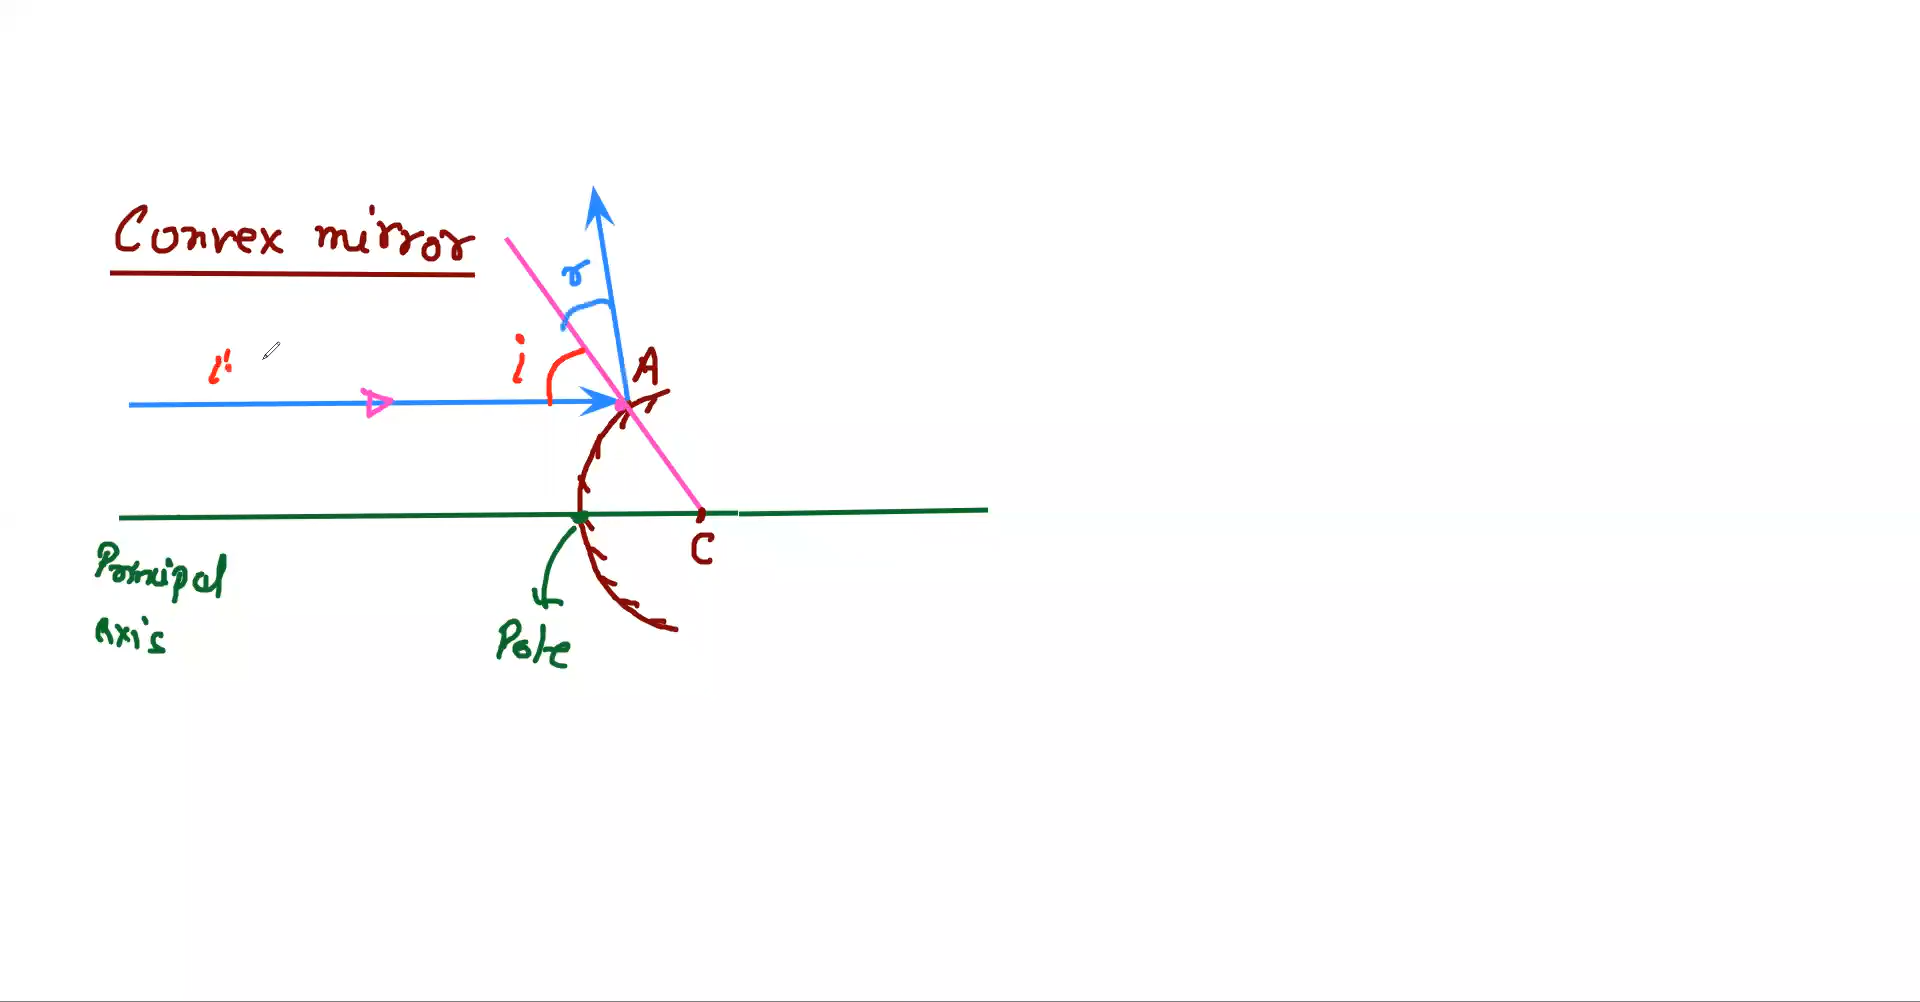 Convex mirror
r
i
A
C
Principal
Axis
Pole